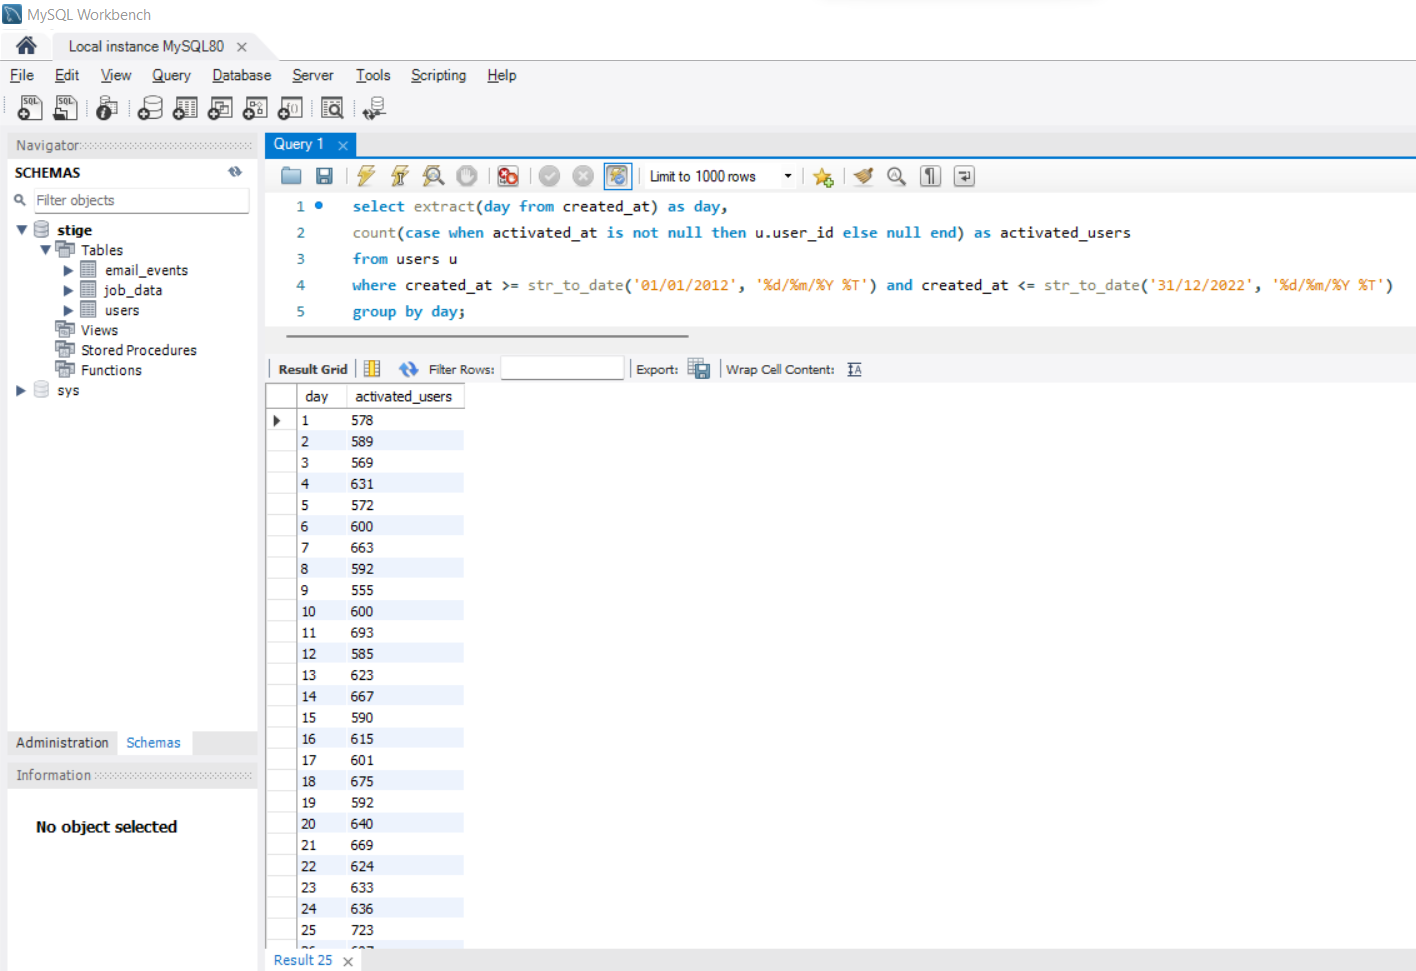 MySQL Workbench
Local instance MySQL80
File Edit View Query Database Server Tools Scripting Help
Navigator
SCHEMAS
Filter objects
stige
Tables
email_events
job_data
users
Views
Stored Procedures
Functions
sys
Administration Schemas
Information
No object selected
Query 1
Limit to 1000 rows
1 select extract(day from created_at) as day,
2 count(case when activated_at is not null then u.user_id else null end) as activated_users
3 from users u
4 where created_at >= str_to_date('01/01/2012', '%d/%m/%Y %T') and created_at <= str_to_date('31/12/2022', '%d/%m/%Y %T')
5 group by day;
Result Grid Filter Rows: Export: Wrap Cell Content:
day activated_users
1 578
2 589
3 569
4 631
5 572
6 600
7 663
8 592
9 555
10 600
11 693
12 585
13 623
14 667
15 590
16 615
17 601
18 675
19 592
20 640
21 669
22 624
23 633
24 636
25 723
Result 25